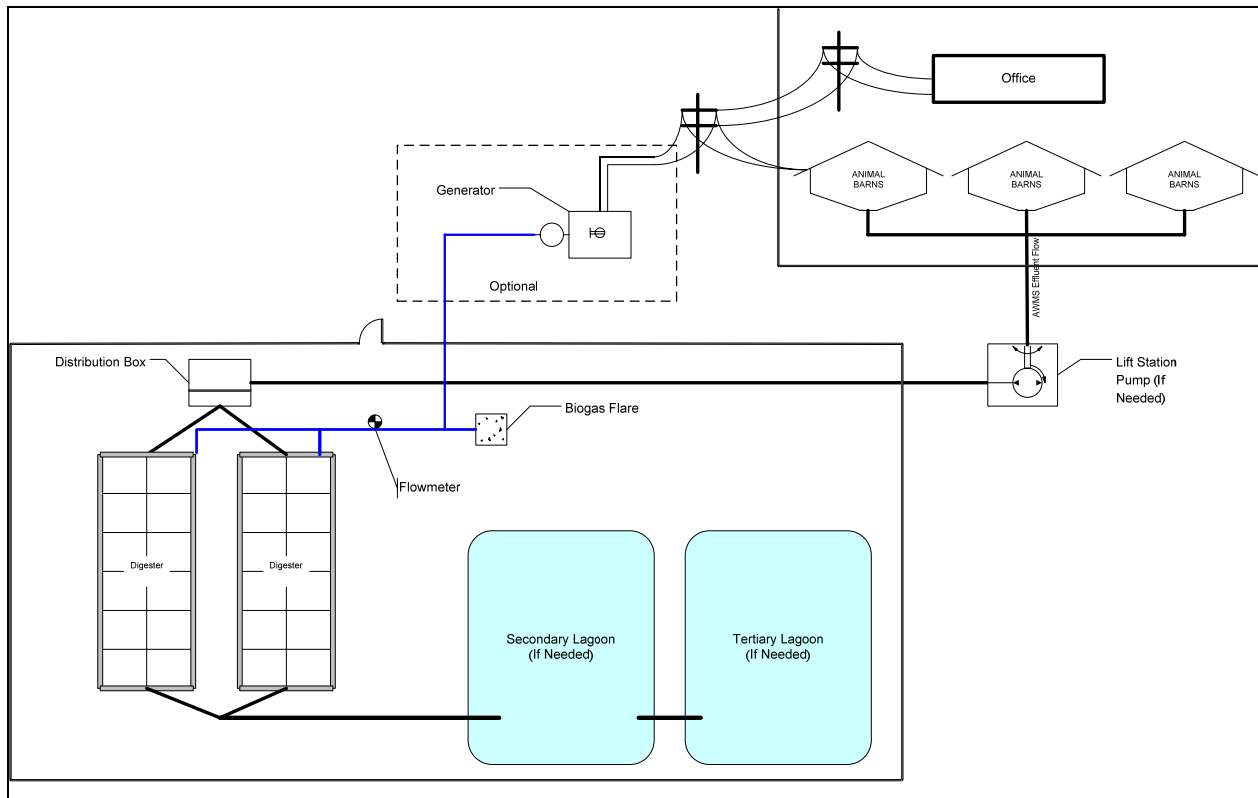 Office
ANIMAL
BARNS
ANIMAL
BARNS
ANIMAL
BARNS
Generator
Optional
AWMS Effluent Flow
Distribution Box
Lift Station
Pump (If
Needed)
Biogas Flare
Flowmeter
Digester
Digester
Secondary Lagoon
(If Needed)
Tertiary Lagoon
(If Needed)